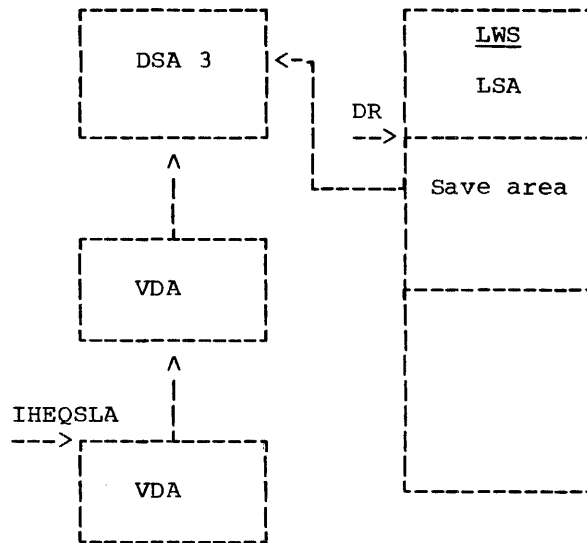 LWS
DSA 3
LSA
DR
Save area
VDA
IHEQSLA
VDA